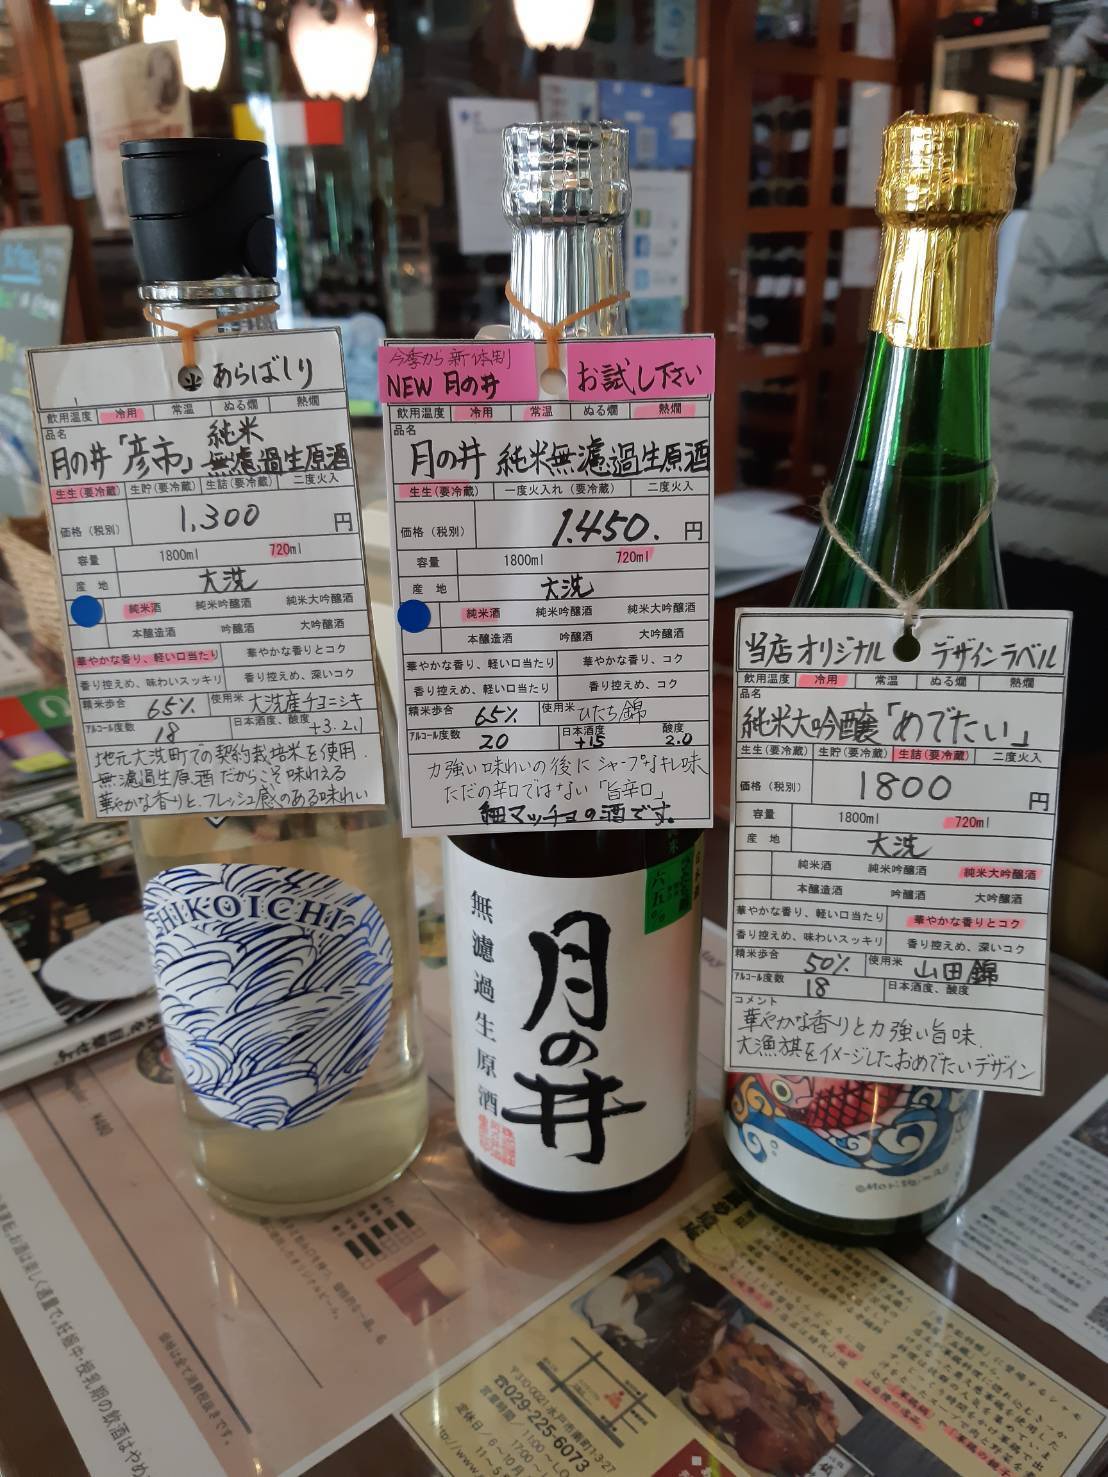 あらばしり
飲用温度 冷用 常温 ぬる燗 熱燗
品名
純米
月の井「彦市」無濾過生原酒
生生(要冷蔵) 生貯(要冷蔵) 生詰(要冷蔵) 二度火入
価格(税別) 1,300 円
容量 1800ml 720ml
産地 大洗
純米酒 純米吟醸酒 純米大吟醸酒
本醸造酒 吟醸酒 大吟醸酒
華やかな香り、軽い口当たり 華やかな香りとコク
香り控えめ、味わいスッキリ 香り控えめ、深いコク
精米歩合 65% 使用米 大洗産チヨニシキ
アルコール度数 18 日本酒度、酸度 +3.2.1
地元大洗町での契約栽培米を使用.
無濾過生原酒だからこそ味わえる
華やかな香りと、フレッシュ感のある味わい
HIKOICHI
今季から新体制
NEW 月の井 お試し下さい
飲用温度 冷用 常温 ぬる燗 熱燗
品名
月の井 純米無濾過生原酒
生生(要冷蔵) 一度火入れ(要冷蔵) 二度火入
価格(税別) 1.450. 円
容量 1800ml 720ml
産地 大洗
純米酒 純米吟醸酒 純米大吟醸酒
本醸造酒 吟醸酒 大吟醸酒
華やかな香り、軽い口当たり 華やかな香り、コク
香り控えめ、軽い口当たり 香り控えめ、コク
精米歩合 65% 使用米 ひたち錦
アルコール度数 20 日本酒度 +15 酸度 2.0
力強い味わいの後にシャープなキレ味
ただの辛口ではない「旨辛口」
細マッチョの酒です。
無濾過生原酒
月の井
当店オリジナル デザインラベル
飲用温度 冷用 常温 ぬる燗 熱燗
品名
純米大吟醸「めでたい」
生生(要冷蔵) 生貯(要冷蔵) 生詰(要冷蔵) 二度火入
価格(税別) 1800 円
容量 1800ml 720ml
産地 大洗
純米酒 純米吟醸酒 純米大吟醸酒
本醸造酒 吟醸酒 大吟醸酒
華やかな香り、軽い口当たり 華やかな香りとコク
香り控えめ、味わいスッキリ 香り控えめ、深いコク
精米歩合 50% 使用米 山田錦
アルコール度数 18 日本酒度、酸度
コメント
華やかな香りと力強い旨味.
大漁旗をイメージしたおめでたいデザイン
310-0021 水戸市南町1-3-27
☎029-225-6073
営業時間/
定休日/